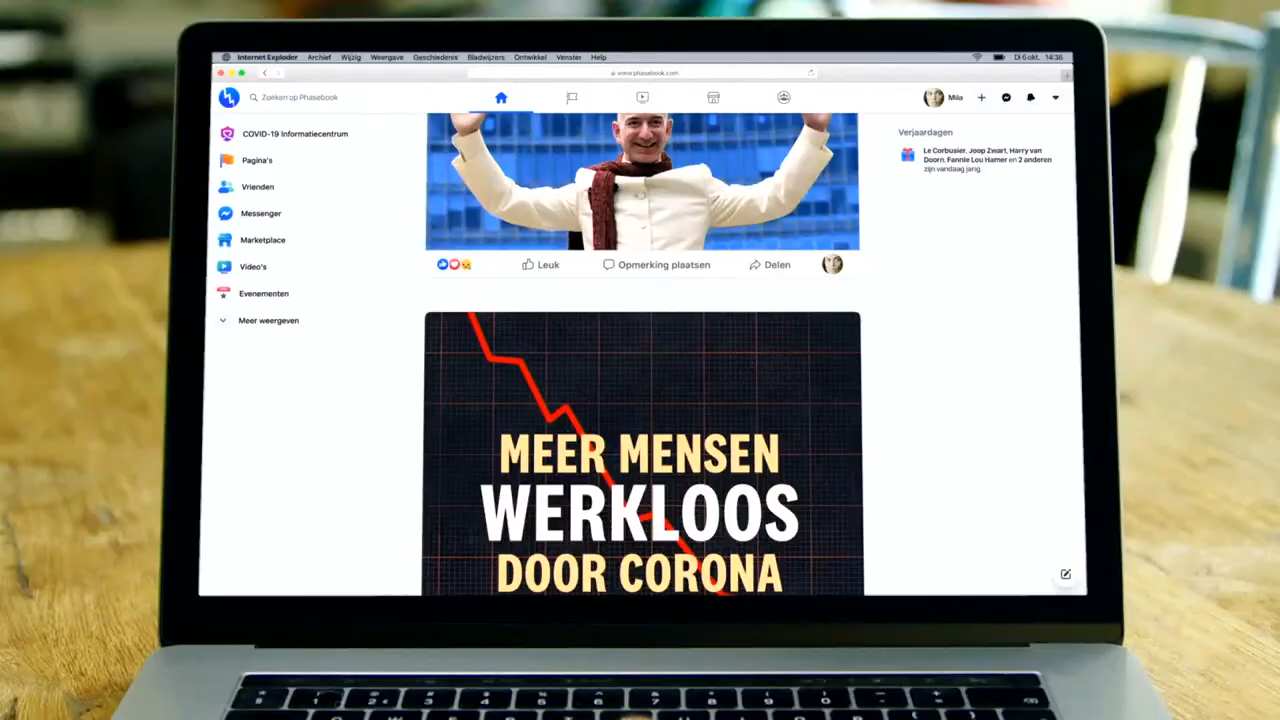 Internet Exploder Archief Wijzig Weergave Geschiedenis Bladwijzers Ontwikkel Venster Help Di 6 okt. 14:36
www.phasebook.com
Zoeken op Phasebook
Mila
COVID-19 Informatiecentrum
Pagina's
Vrienden
Messenger
Marketplace
Video's
Evenementen
Meer weergeven
Leuk
Opmerking plaatsen
Delen
Verjaardagen
Le Corbusier, Joop Zwart, Harry van
Doorn, Fannie Lou Hamer en 2 anderen
zijn vandaag jarig.
MEER MENSEN
WERKLOOS
DOOR CORONA